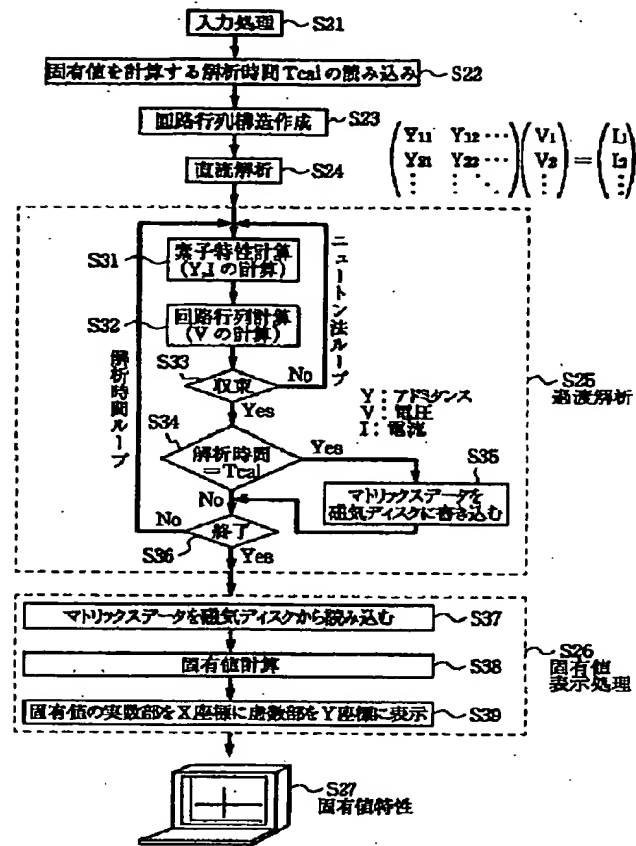 入力処理 S21
固有値を計算する解析時間Tcalの読み込み S22
回路行列構造作成 S23
直流解析 S24
Y11 Y12 ⋯ V1 = I1
Y21 Y22 ⋯ V2 I2
⋮ ⋮ ⋱ ⋮ ⋮
S31 素子特性計算
(Y,Iの計算)
S32 回路行列計算
(Vの計算)
ニュートン法ループ
解析時間ループ
S33 収束 No
Yes
Y:アドミタンス
V:電圧
I:電流
S25
過渡解析
S34 解析時間
=Tcal
Yes
S35
マトリックスデータを
磁気ディスクに書き込む
No
No 終了
S36 Yes
マトリックスデータを磁気ディスクから読み込む S37
固有値計算 S38
固有値の実数部をX座標に虚数部をY座標に表示 S39
S26
固有値
表示処理
S27
固有値特性